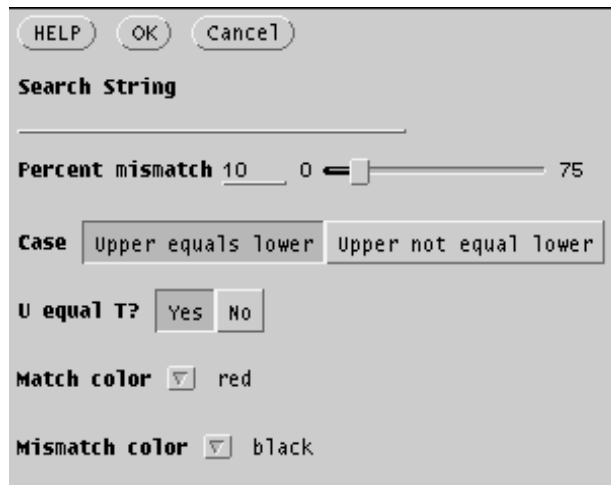 HELP OK Cancel
Search String
Percent mismatch 10 0 75
Case Upper equals lower Upper not equal lower
U equal T? Yes No
Match color red
Mismatch color black